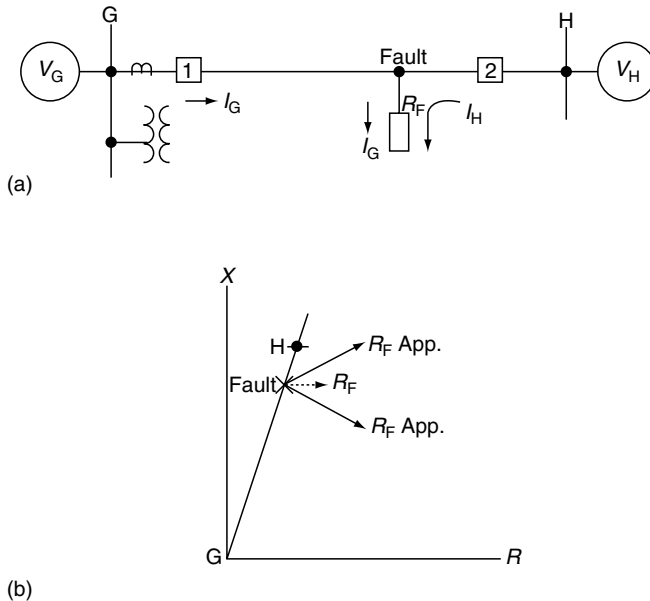 G
H
V_G
1
Fault
2
V_H
I_G
R_F
I_H
I_G
(a)
X
R_F App.
H
Fault
R_F
R_F App.
G
R
(b)